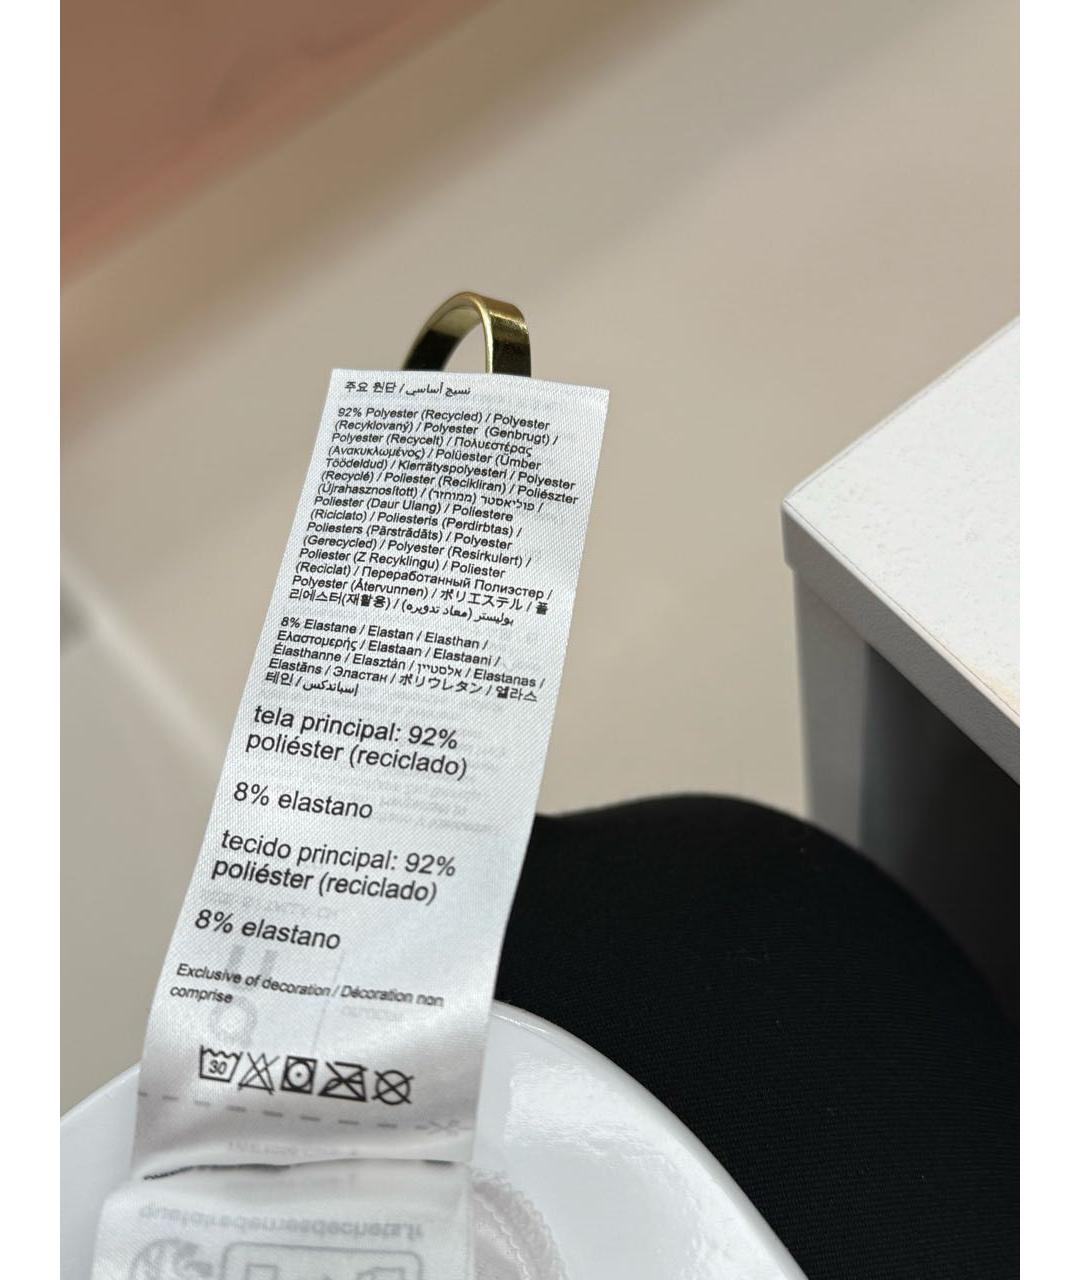 주요 원단 / نسيج أساسي
92% Polyester (Recycled) / Polyester
(Recyklovaný) / Polyester (Genbrugt) /
Polyester (Recycelt) / Πολυεστέρας
(Ανακυκλωμένος) / Polüester (Ümber
Töödeldud) / Kierrätyspolyesteri / Polyester
(Recyclé) / Poliester (Recikliran) / Poliészter
(Újrahasznosított) / פוליאסטר (ממוחזר) /
Poliester (Daur Ulang) / Poliestere
(Riciclato) / Poliesteris (Perdirbtas) /
Poliesters (Pārstrādāts) / Polyester
(Gerecycled) / Polyester (Resirkulert) /
Poliester (Z Recyklingu) / Poliester
(Reciclat) / Переработанный Полиэстер /
Polyester (Återvunnen) / ポリエステル / 폴
리에스터(재활용) / بوليستر (معاد تدويره)
8% Elastane / Elastan / Elasthan /
Ελαστομερής / Elastaan / Elastaani /
Élasthanne / Elasztán / אלסטיין / Elastanas /
Elastāns / Эластан / ポリウレタン / 엘라스
테인 / إسباندكس
tela principal: 92%
poliéster (reciclado)
8% elastano
tecido principal: 92%
poliéster (reciclado)
8% elastano
Exclusive of decoration / Décoration non
comprise
30